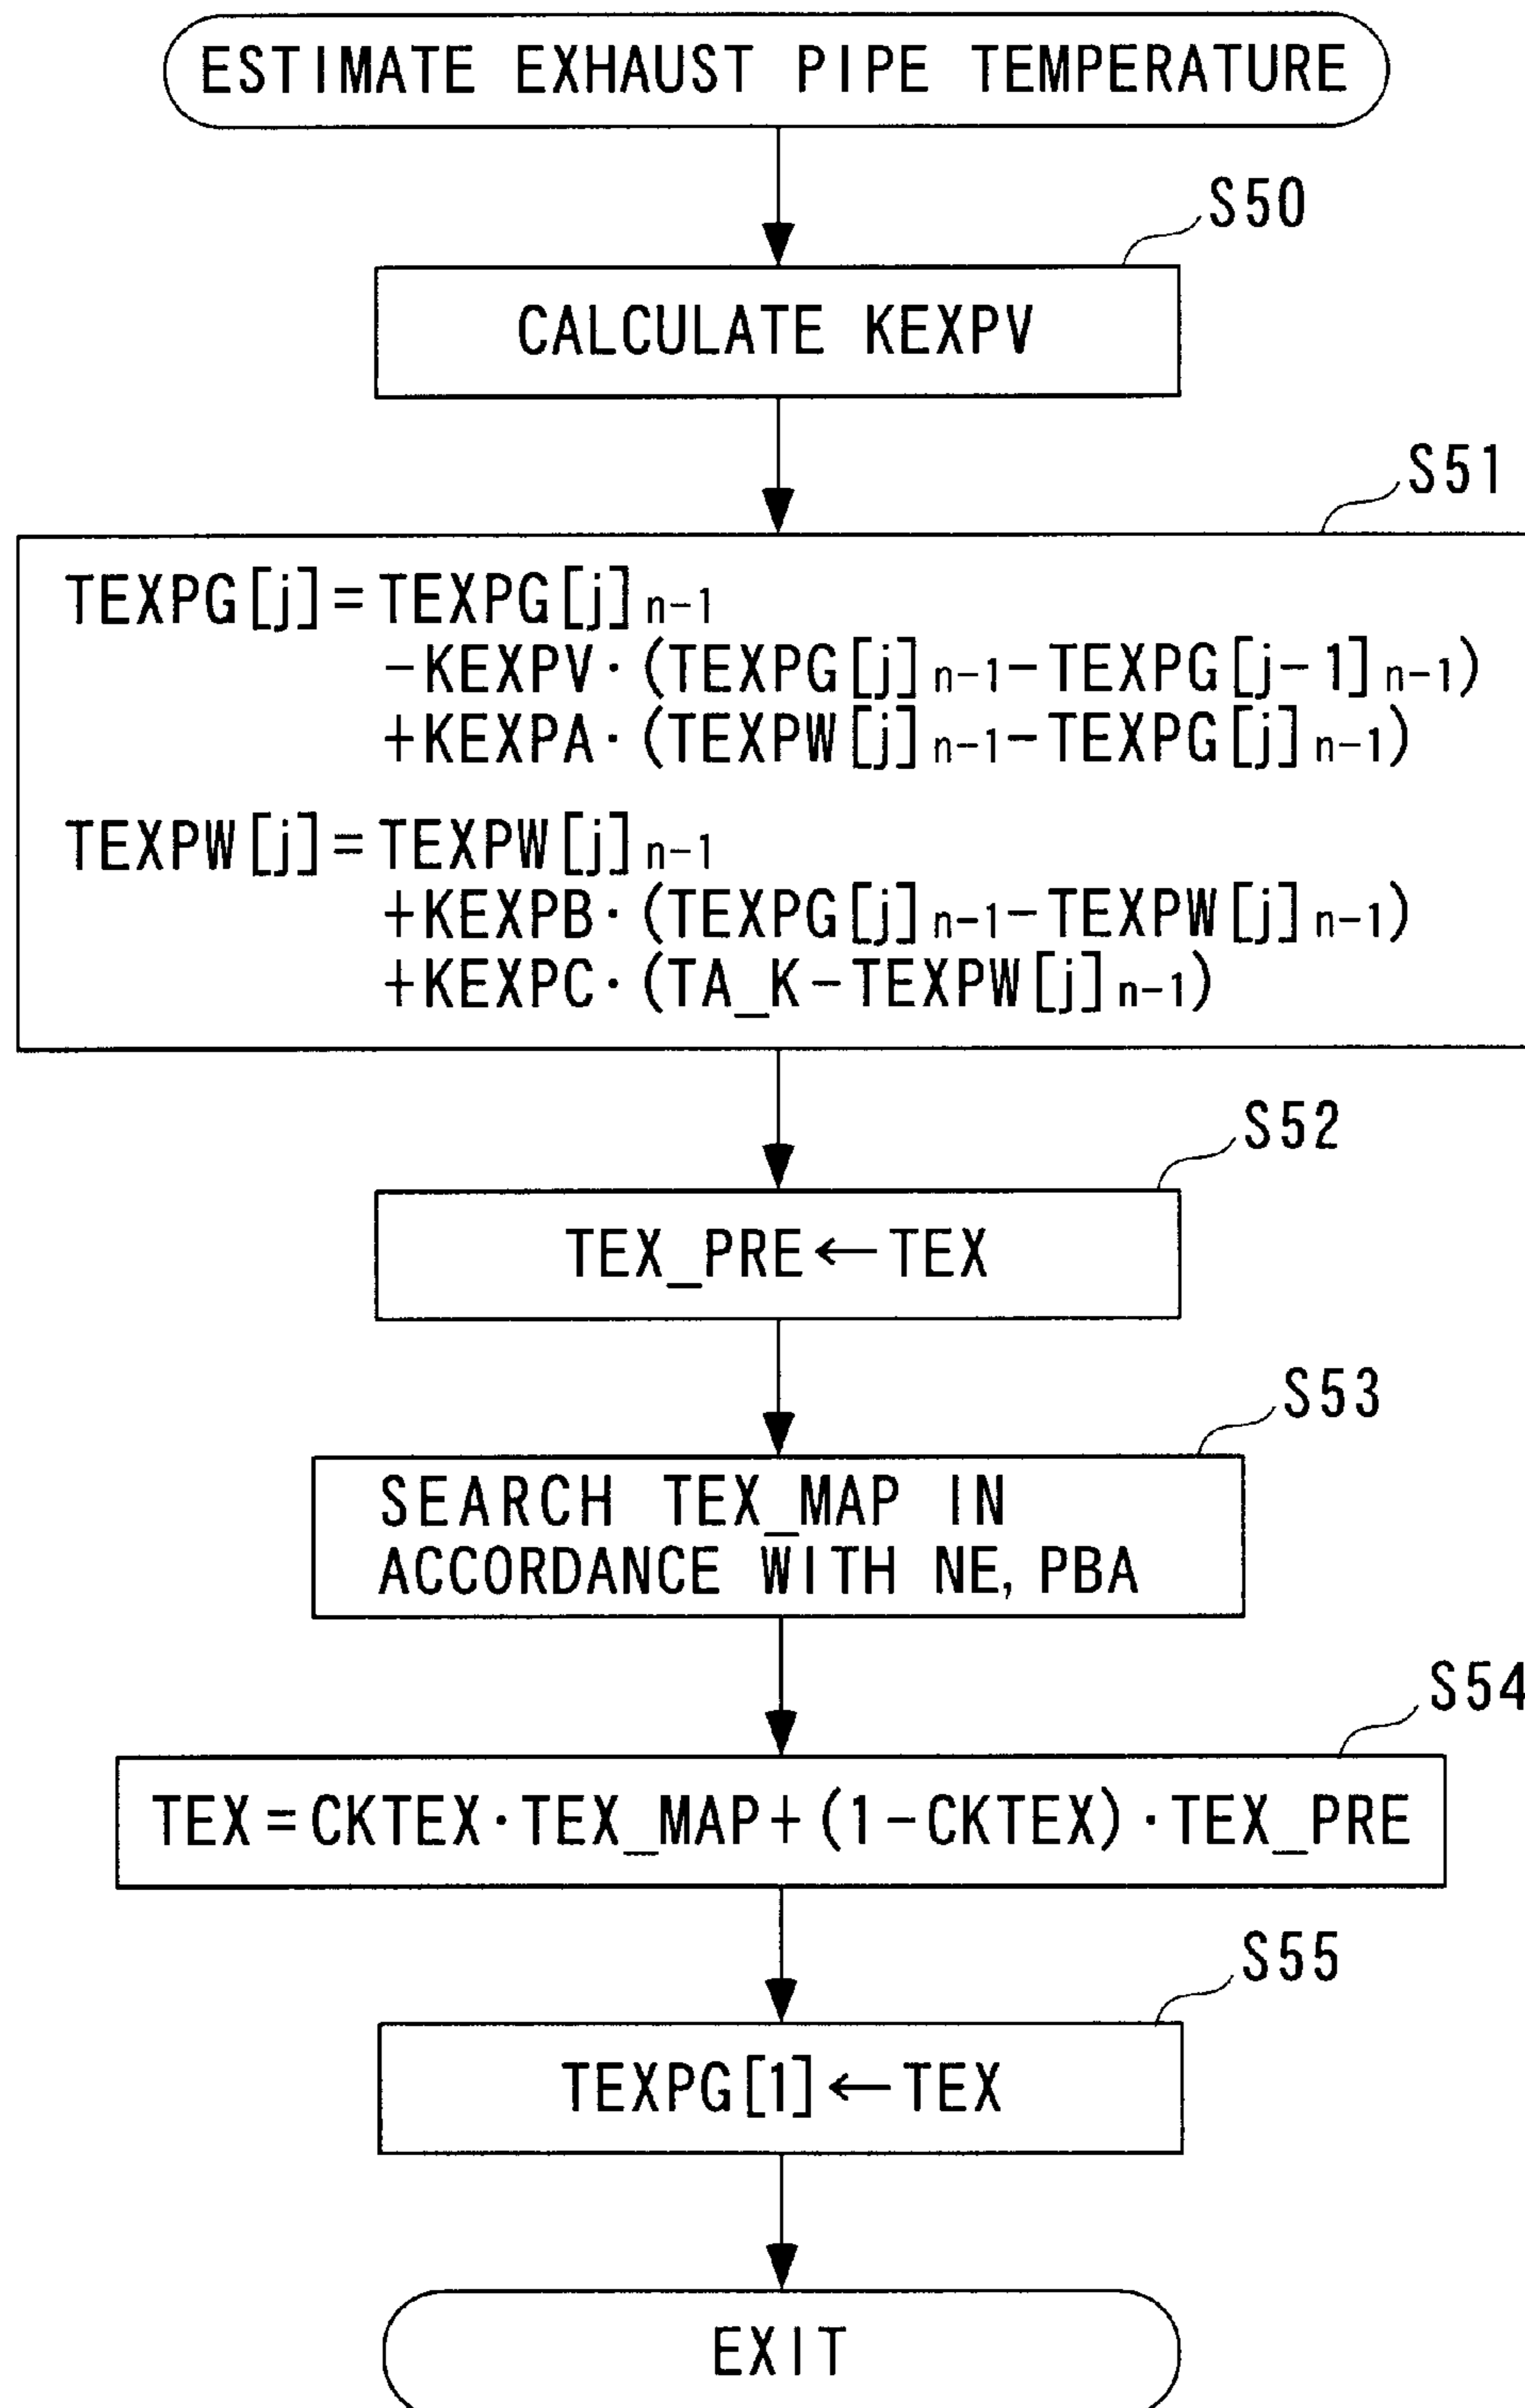 ESTIMATE EXHAUST PIPE TEMPERATURE
S50
CALCULATE KEXPV
S51
TEXPG[j]=TEXPG[j]n-1
-KEXPV·(TEXPG[j]n-1-TEXPG[j-1]n-1)
+KEXPA·(TEXPW[j]n-1-TEXPG[j]n-1)
TEXPW[j]=TEXPW[j]n-1
+KEXPB·(TEXPG[j]n-1-TEXPW[j]n-1)
+KEXPC·(TA_K-TEXPW[j]n-1)
S52
TEX_PRE←TEX
S53
SEARCH TEX_MAP IN
ACCORDANCE WITH NE, PBA
S54
TEX=CKTEX·TEX_MAP+(1-CKTEX)·TEX_PRE
S55
TEXPG[1]←TEX
EXIT